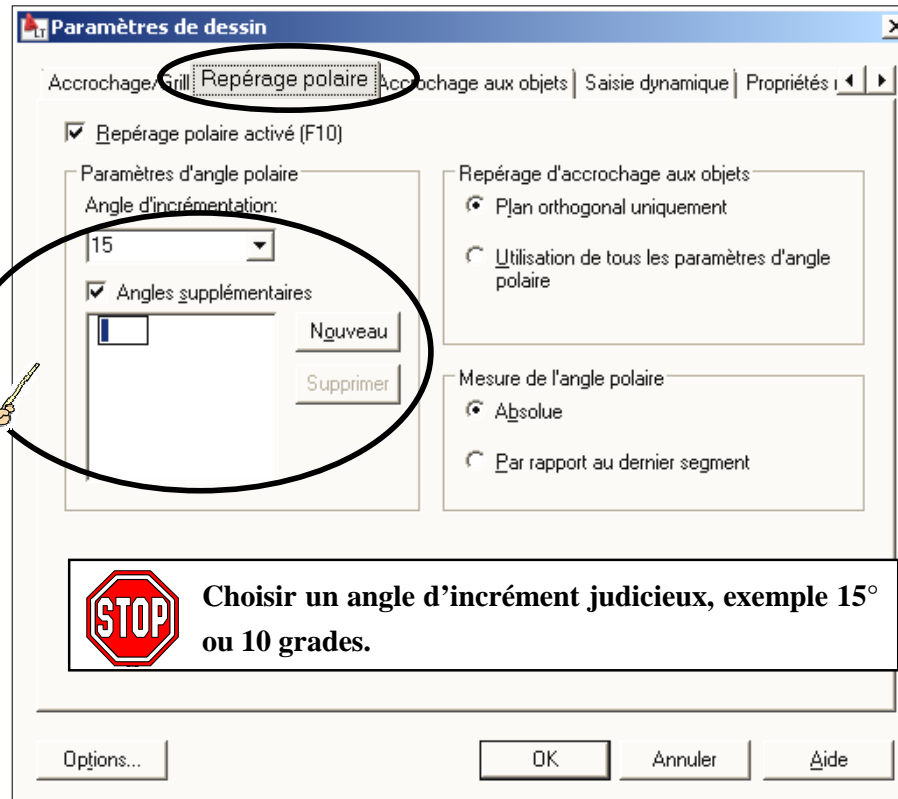 LT Paramètres de dessin
Accrochage/Grill Repérage polaire Accrochage aux objets Saisie dynamique Propriétés r
Repérage polaire activé (F10)
Paramètres d'angle polaire
Angle d'incrémentation:
15
Angles supplémentaires
Nouveau
Supprimer
Repérage d'accrochage aux objets
Plan orthogonal uniquement
Utilisation de tous les paramètres d'angle
polaire
Mesure de l'angle polaire
Absolue
Par rapport au dernier segment
STOP
Choisir un angle d’incrément judicieux, exemple 15°
ou 10 grades.
Options...
OK
Annuler
Aide